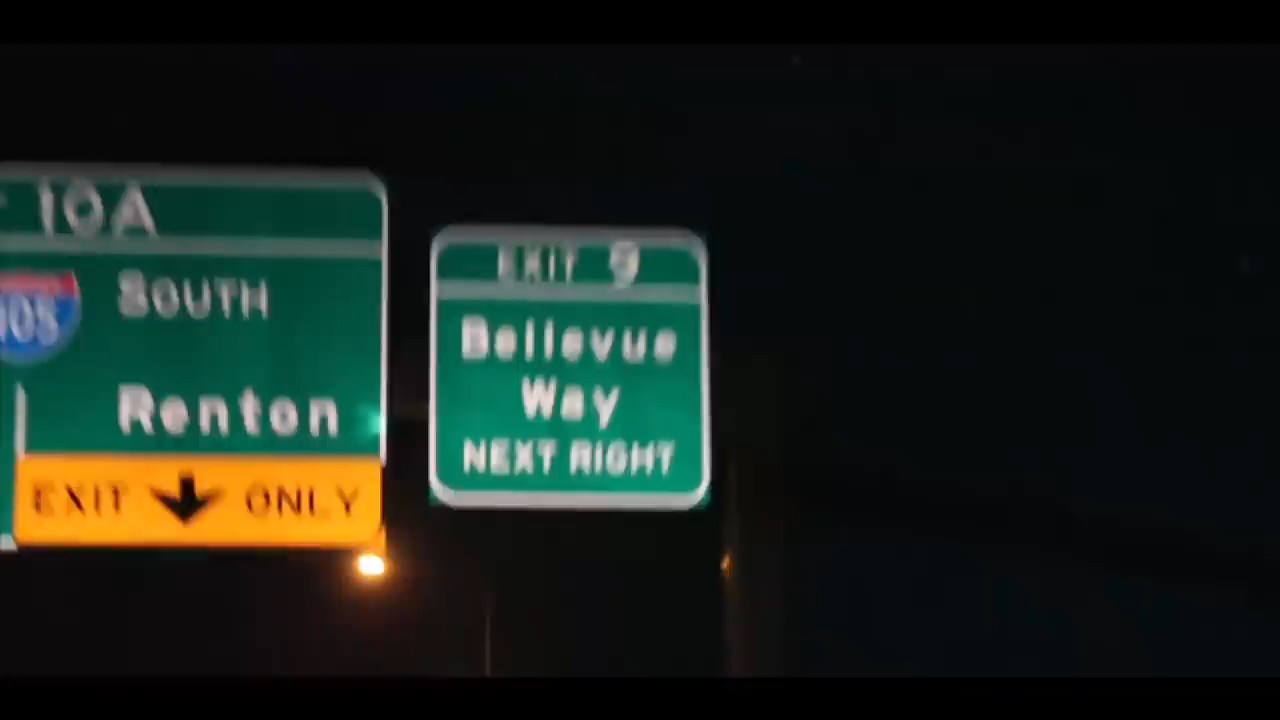 10A
SOUTH
405
Renton
EXIT ONLY
EXIT 9
Bellevue
Way
NEXT RIGHT